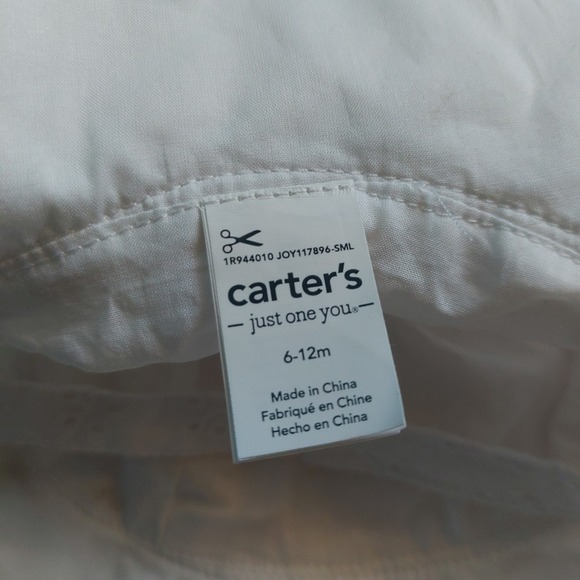 1R944010 JOY117896-SML
carter's
just one you®
6-12m
Made in China
Fabriqué en Chine
Hecho en China